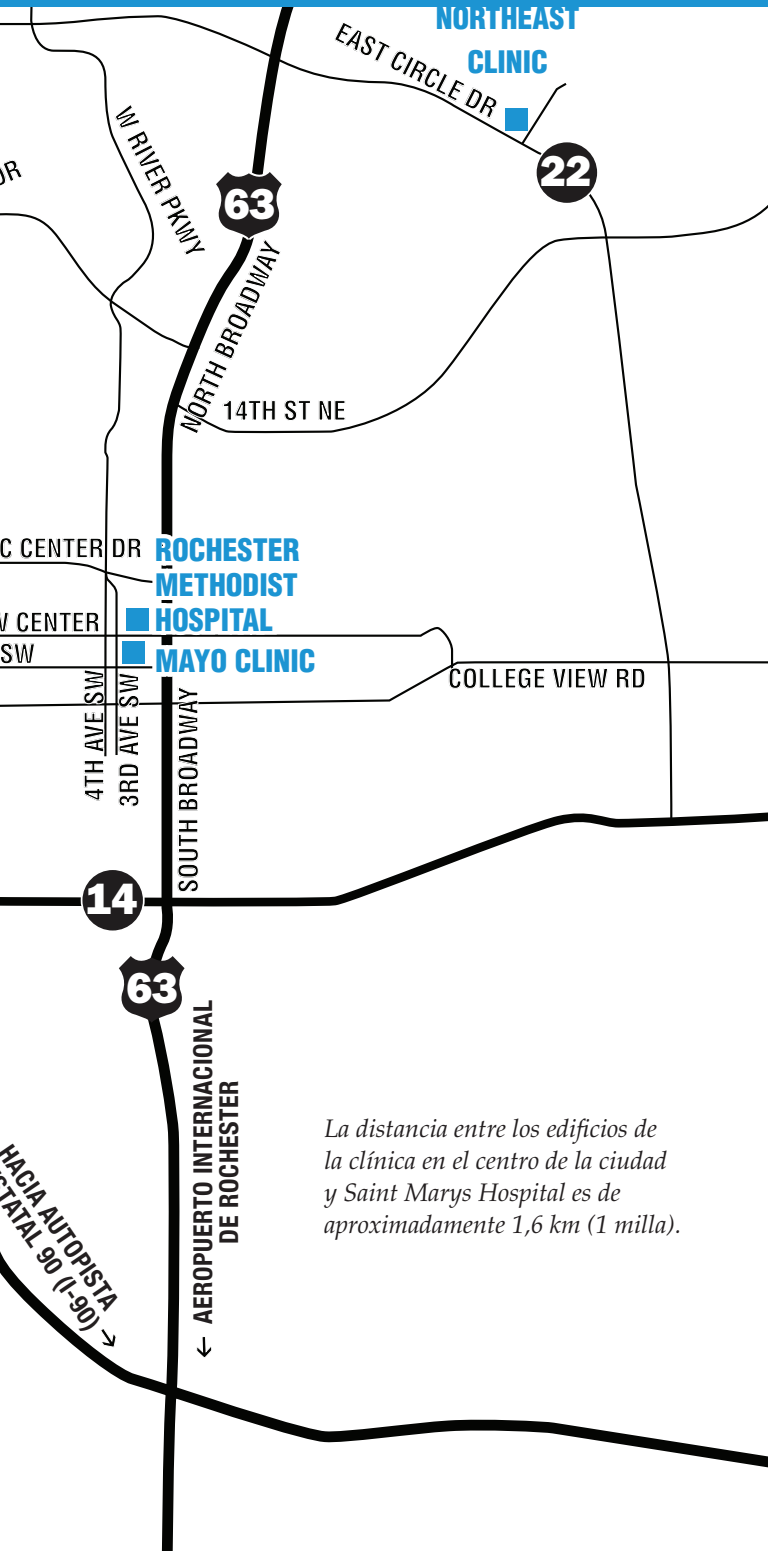 NORTHEAST
CLINIC
EAST CIRCLE DR
W RIVER PKWY
DR
22
63
NORTH BROADWAY
14TH ST NE
C CENTER DR
ROCHESTER
METHODIST
HOSPITAL
W CENTER
SW
MAYO CLINIC
COLLEGE VIEW RD
4TH AVE SW
3RD AVE SW
SOUTH BROADWAY
14
63
← AEROPUERTO INTERNACIONAL
DE ROCHESTER
La distancia entre los edificios de
la clínica en el centro de la ciudad
y Saint Marys Hospital es de
aproximadamente 1,6 km (1 milla).
HACIA AUTOPISTA
STATAL 90 (I-90) →